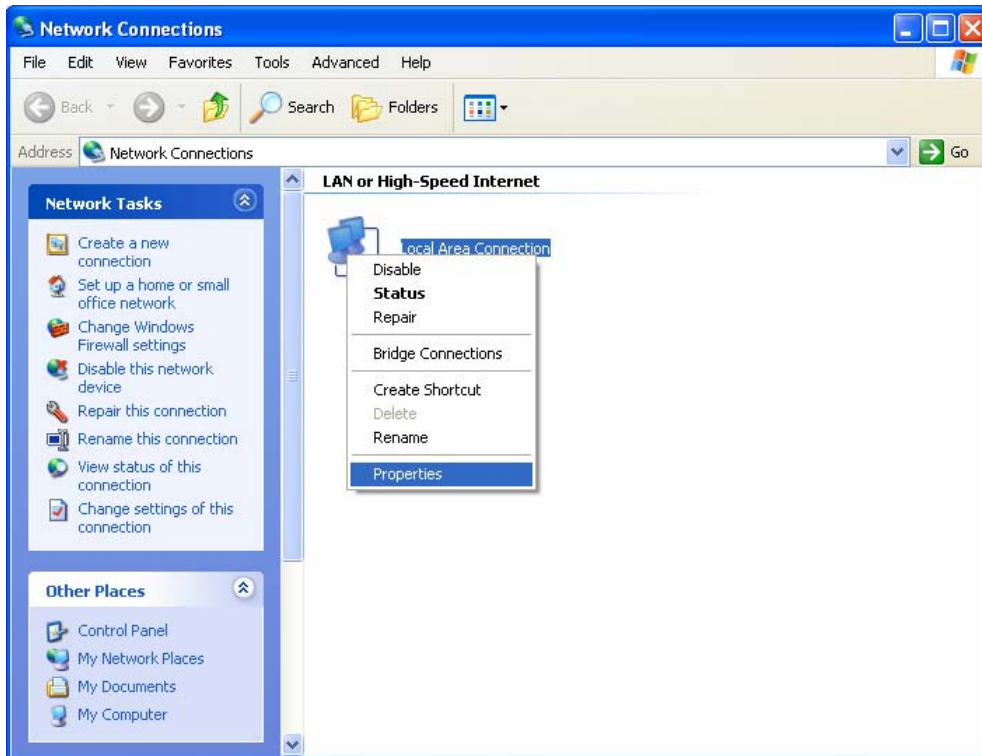 Network Connections
File Edit View Favorites Tools Advanced Help
Back Search Folders
Address Network Connections Go
Network Tasks
Create a new
connection
Set up a home or small
office network
Change Windows
Firewall settings
Disable this network
device
Repair this connection
Rename this connection
View status of this
connection
Change settings of this
connection
Other Places
Control Panel
My Network Places
My Documents
My Computer
LAN or High-Speed Internet
Local Area Connection
Disable
Status
Repair
Bridge Connections
Create Shortcut
Delete
Rename
Properties